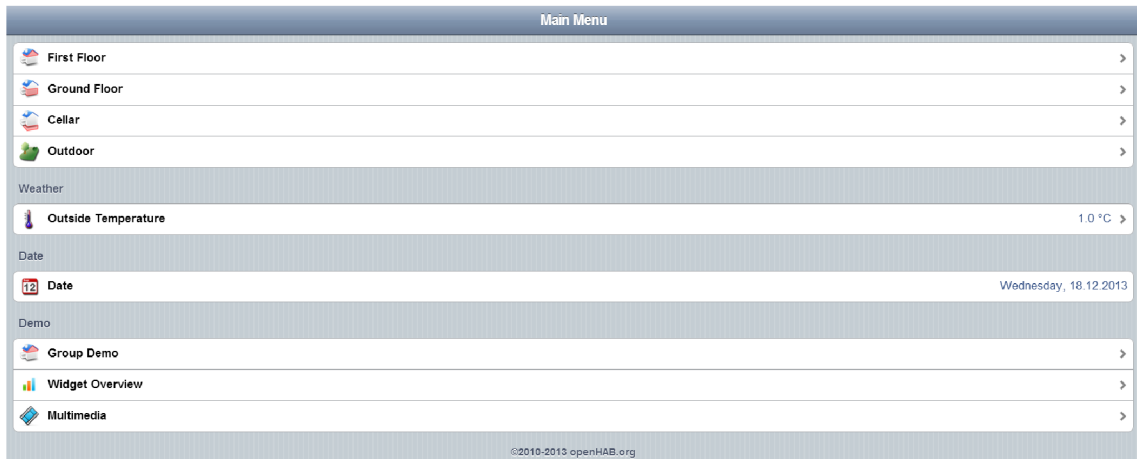 Main Menu
First Floor
Ground Floor
Cellar
Outdoor
Weather
Outside Temperature 1.0 °C
Date
12 Date Wednesday, 18.12.2013
Demo
Group Demo
Widget Overview
Multimedia
©2010-2013 openHAB.org